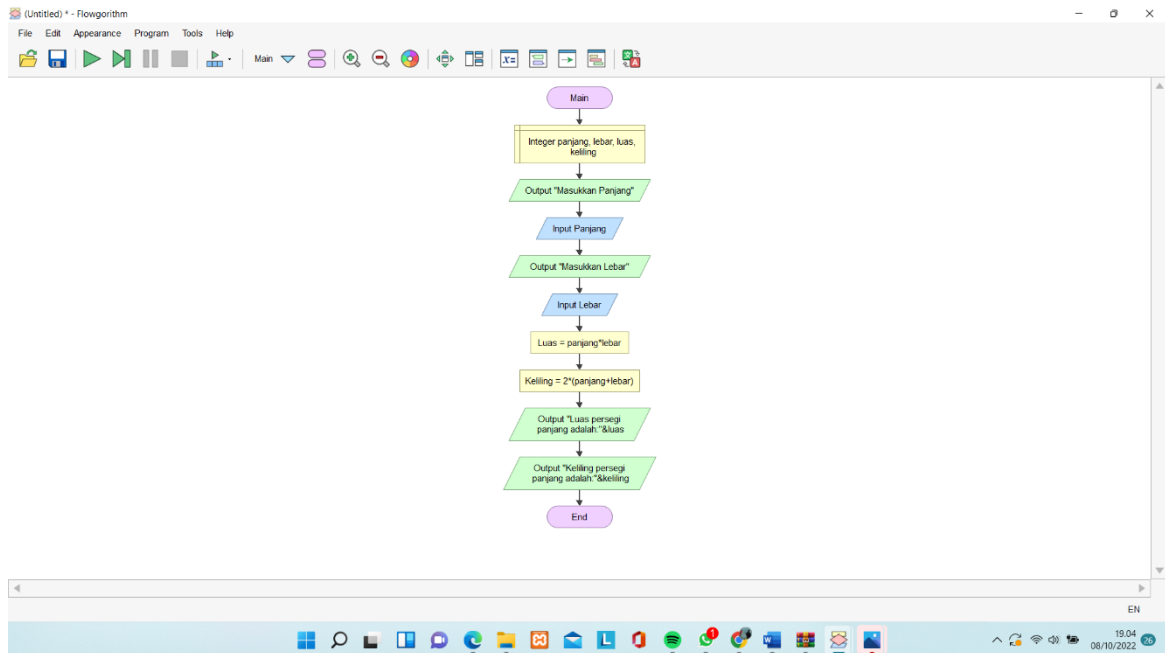 (Untitled) * - Flowgorithm
File Edit Appearance Program Tools Help
Main
x=
Main
Integer panjang, lebar, luas,
keliling
Output "Masukkan Panjang"
Input Panjang
Output "Masukkan Lebar"
Input Lebar
Luas = panjang*lebar
Keliling = 2*(panjang+lebar)
Output "Luas persegi
panjang adalah:"&luas
Output "Keliling persegi
panjang adalah:"&keliling
End
EN
19.04
08/10/2022
26